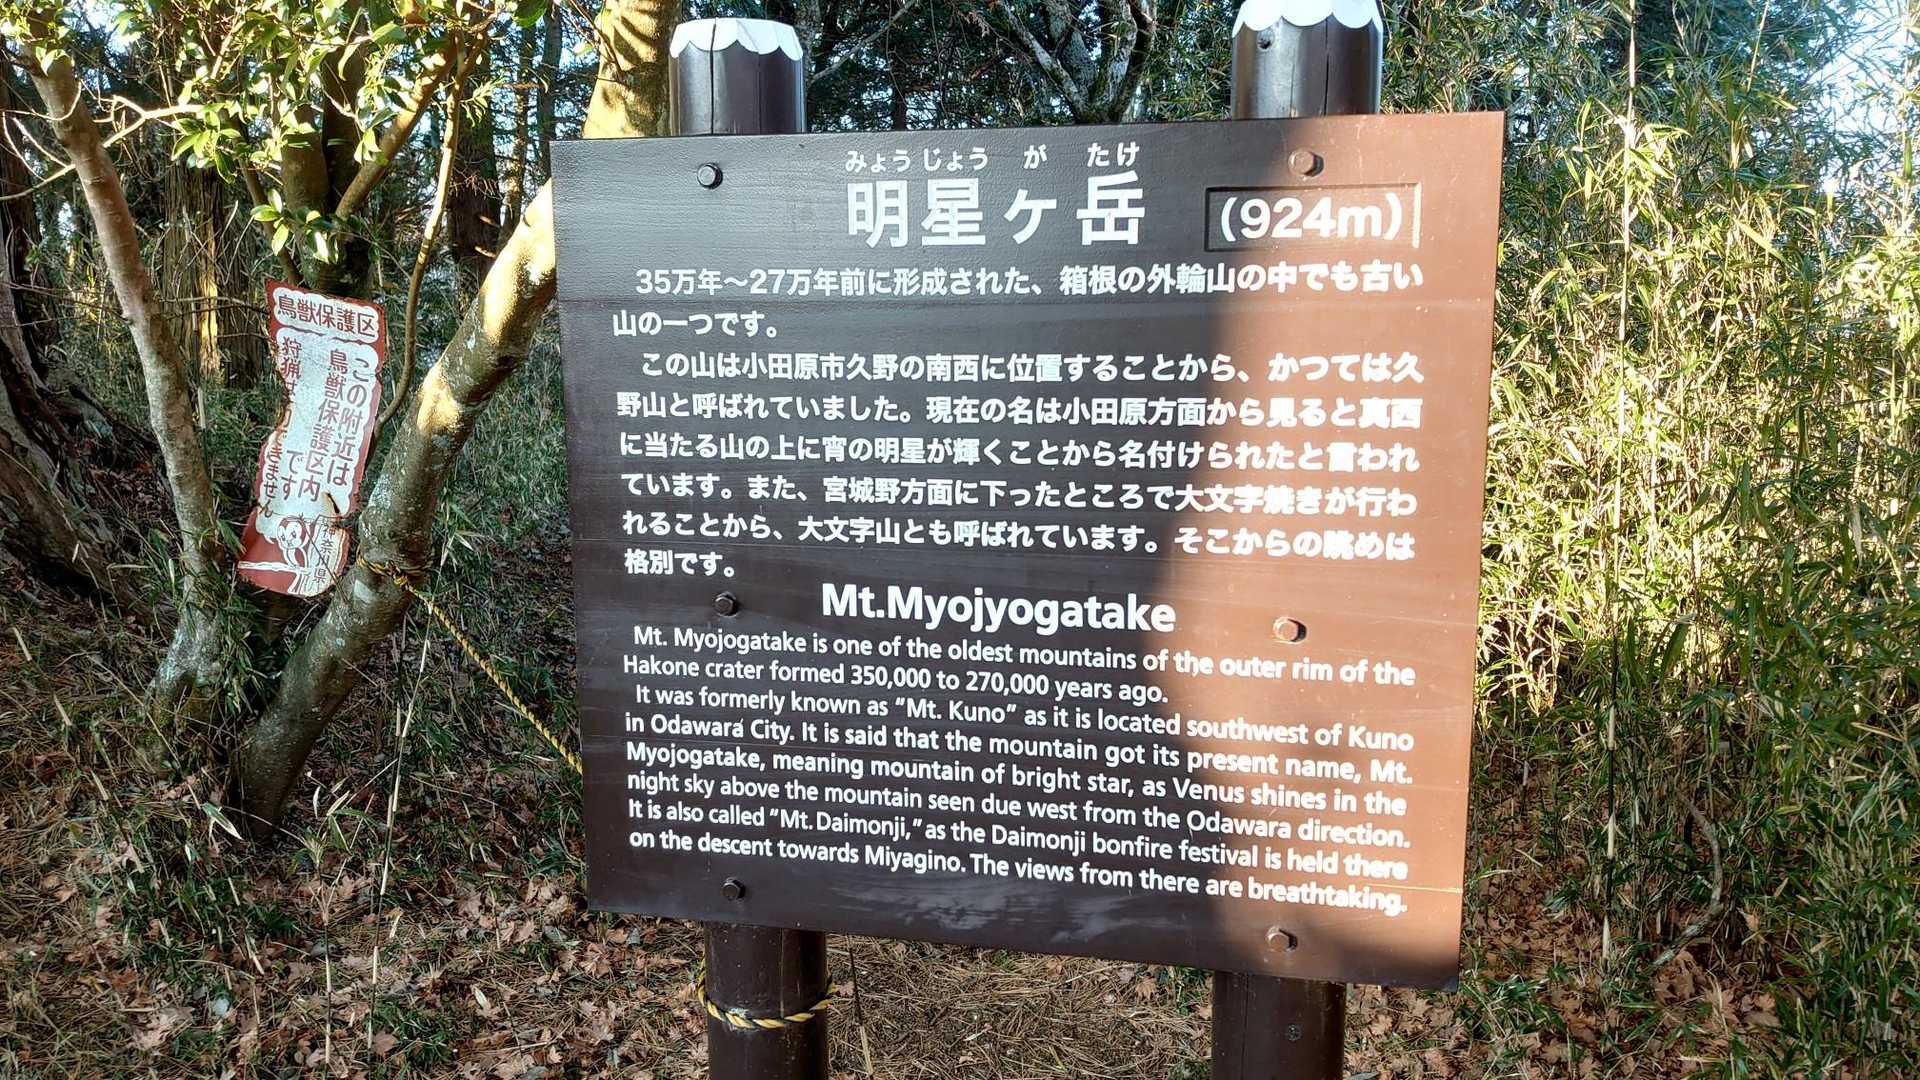 みょうじょう が たけ
明星ヶ岳 (924m)
35万年～27万年前に形成された、箱根の外輪山の中でも古い
山の一つです。
この山は小田原市久野の南西に位置することから、かつては久
野山と呼ばれていました。現在の名は小田原方面から見ると真西
に当たる山の上に宵の明星が輝くことから名付けられたと言われ
ています。また、宮城野方面に下ったところで大文字焼きが行わ
れることから、大文字山とも呼ばれています。そこからの眺めは
格別です。
Mt.Myojyogatake
Mt. Myojogatake is one of the oldest mountains of the outer rim of the
Hakone crater formed 350,000 to 270,000 years ago.
It was formerly known as "Mt. Kuno" as it is located southwest of Kuno
in Odawara City. It is said that the mountain got its present name, Mt.
Myojogatake, meaning mountain of bright star, as Venus shines in the
night sky above the mountain seen due west from the Odawara direction.
It is also called "Mt. Daimonji," as the Daimonji bonfire festival is held there
on the descent towards Miyagino. The views from there are breathtaking.
鳥獣保護区
この附近は
鳥獣保護区内です
狩猟はできません